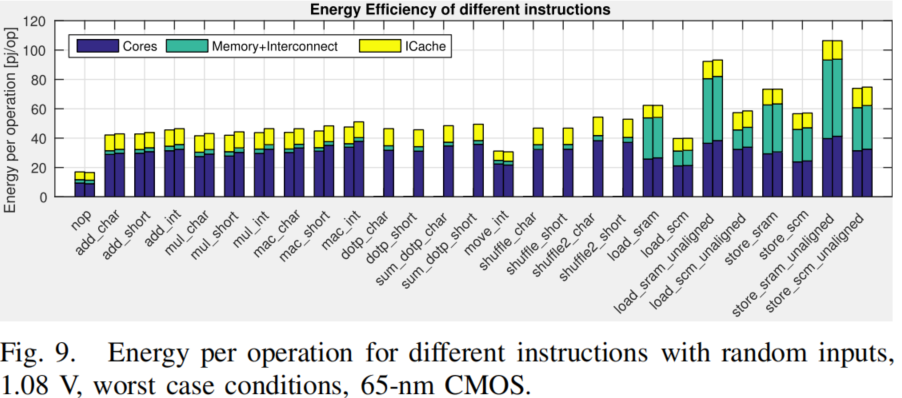 Energy Efficiency of different instructions
Energy per operation [pj/op]
120
100
80
60
40
20
0
Cores
Memory+Interconnect
ICache
nop
add_char
add_short
add_int
mul_char
mul_short
mul_int
mac_char
mac_short
mac_int
dotp_char
dotp_short
sum_dotp_char
sum_dotp_short
move_int
shuffle_char
shuffle_short
shuffle2_char
shuffle2_short
load_sram
load_scm
load_sram_unaligned
load_scm_unaligned
store_sram
store_scm
store_sram_unaligned
store_scm_unaligned
Fig. 9. Energy per operation for different instructions with random inputs,
1.08 V, worst case conditions, 65-nm CMOS.